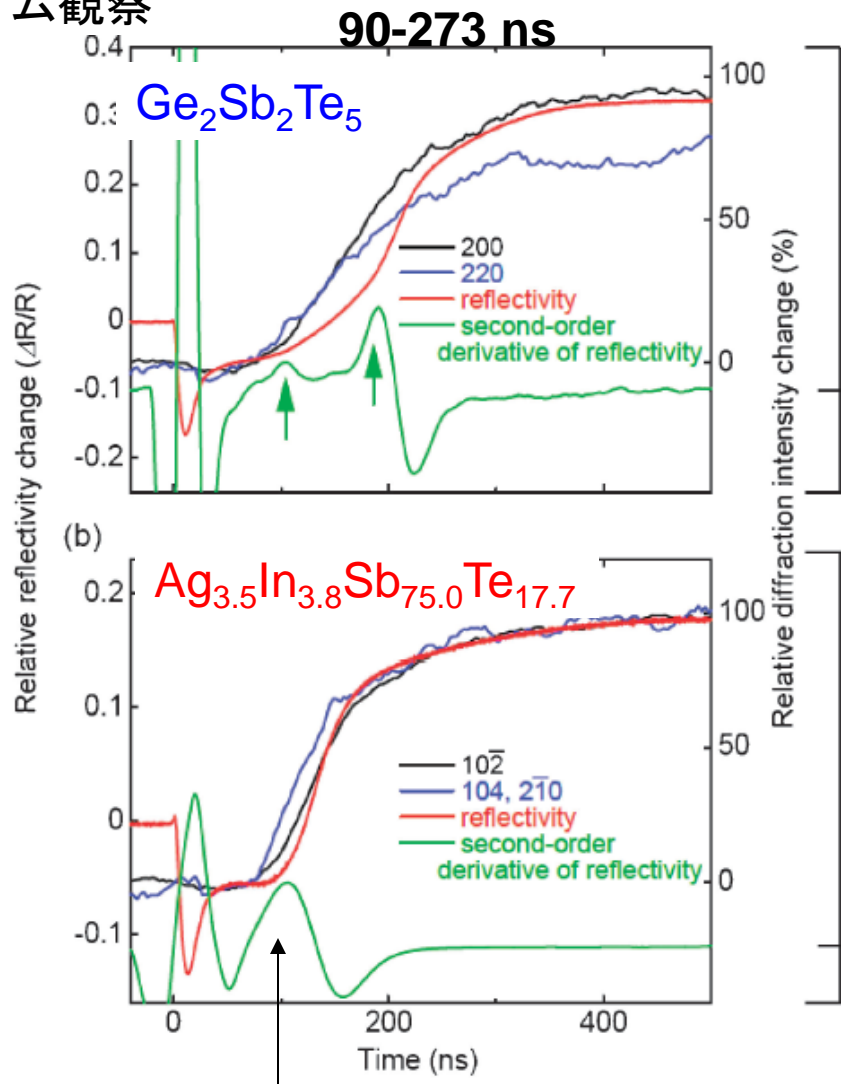 ム観察
90-273 ns
0.4
0.3
0.2
0.1
0
-0.1
-0.2
Ge₂Sb₂Te₅
100
50
0
200
220
reflectivity
second-order
derivative of reflectivity
Relative reflectivity change (ΔR/R)
Relative diffraction intensity change (%)
(b)
Ag₃.₅In₃.₈Sb₇₅.₀Te₁₇.₇
0.2
0.1
0
-0.1
100
50
0
102̅
104, 21̅0
reflectivity
second-order
derivative of reflectivity
0
200
400
Time (ns)